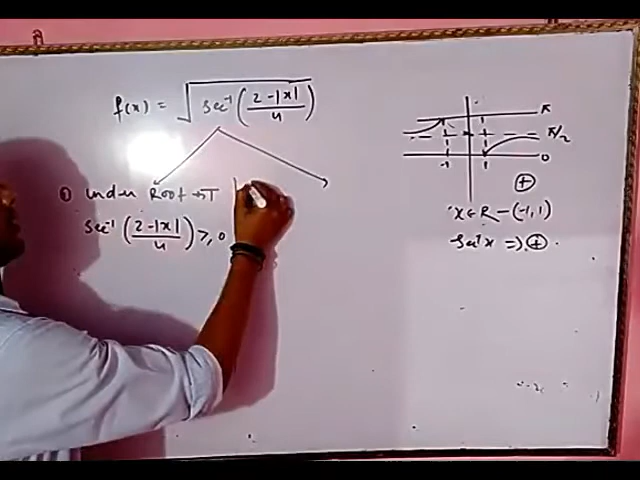 f(x) = √sec⁻¹(2-|x|/4)
① Under Root →T
sec⁻¹(2-|x|/4) ≥ 0
π
π/2
0
-1 1
⊕
x ∈ R - (-1, 1)
sec⁻¹x => ⊕